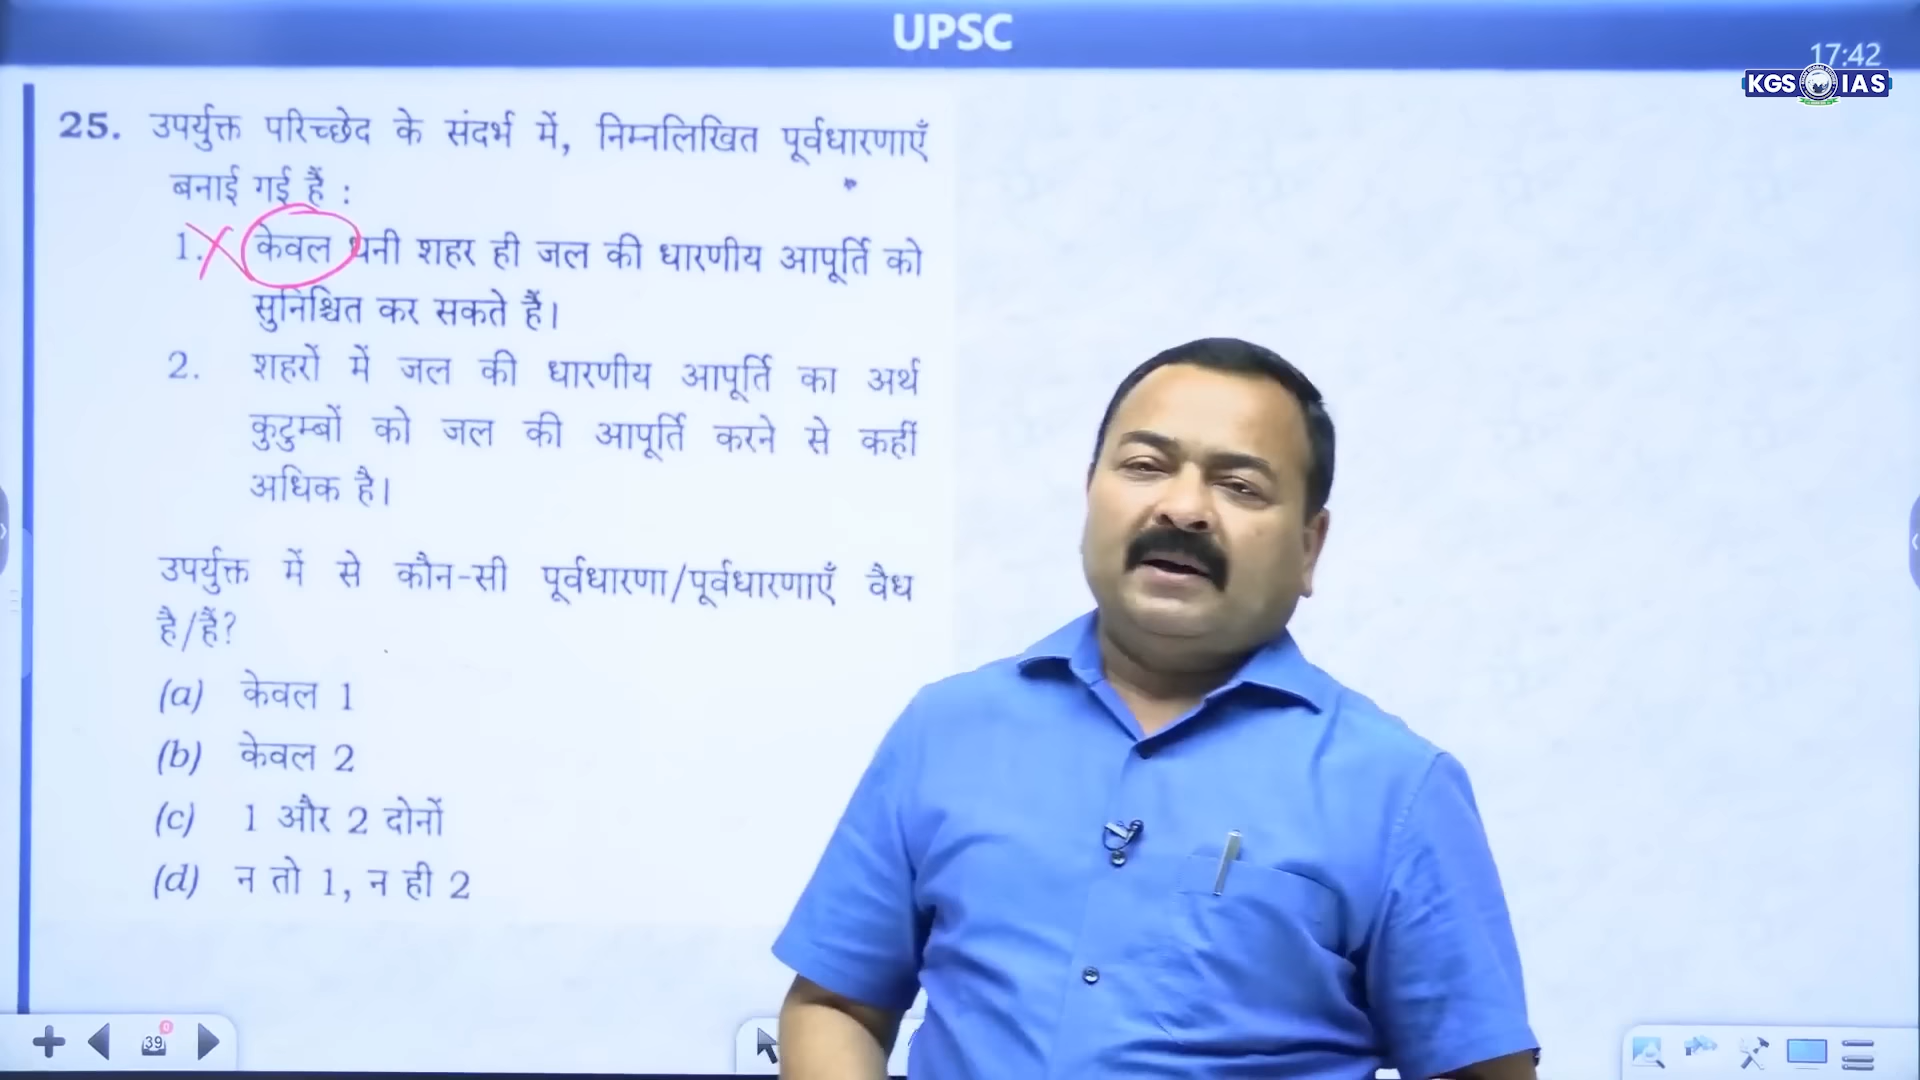 UPSC
17:42
KGS IAS
25. उपर्युक्त परिच्छेद के संदर्भ में, निम्नलिखित पूर्वधारणाएँ
बनाई गई हैं :
1. केवल धनी शहर ही जल की धारणीय आपूर्ति को
सुनिश्चित कर सकते हैं।
2. शहरों में जल की धारणीय आपूर्ति का अर्थ
कुटुम्बों को जल की आपूर्ति करने से कहीं
अधिक है।
उपर्युक्त में से कौन-सी पूर्वधारणा/पूर्वधारणाएँ वैध
है/हैं?
(a) केवल 1
(b) केवल 2
(c) 1 और 2 दोनों
(d) न तो 1, न ही 2
39
0